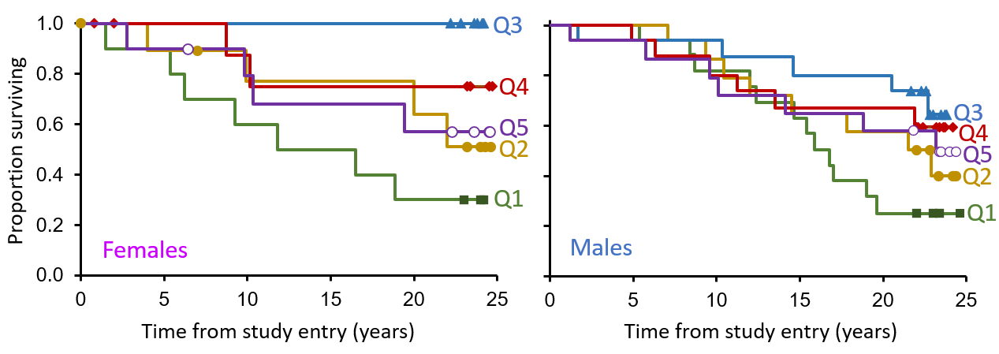 Proportion surviving
1.0
0.8
0.6
0.4
0.2
0.0
Q3
Q4
Q5
Q2
Q1
Females
0 5 10 15 20 25
Time from study entry (years)
Q3
Q4
Q5
Q2
Q1
Males
0 5 10 15 20 25
Time from study entry (years)